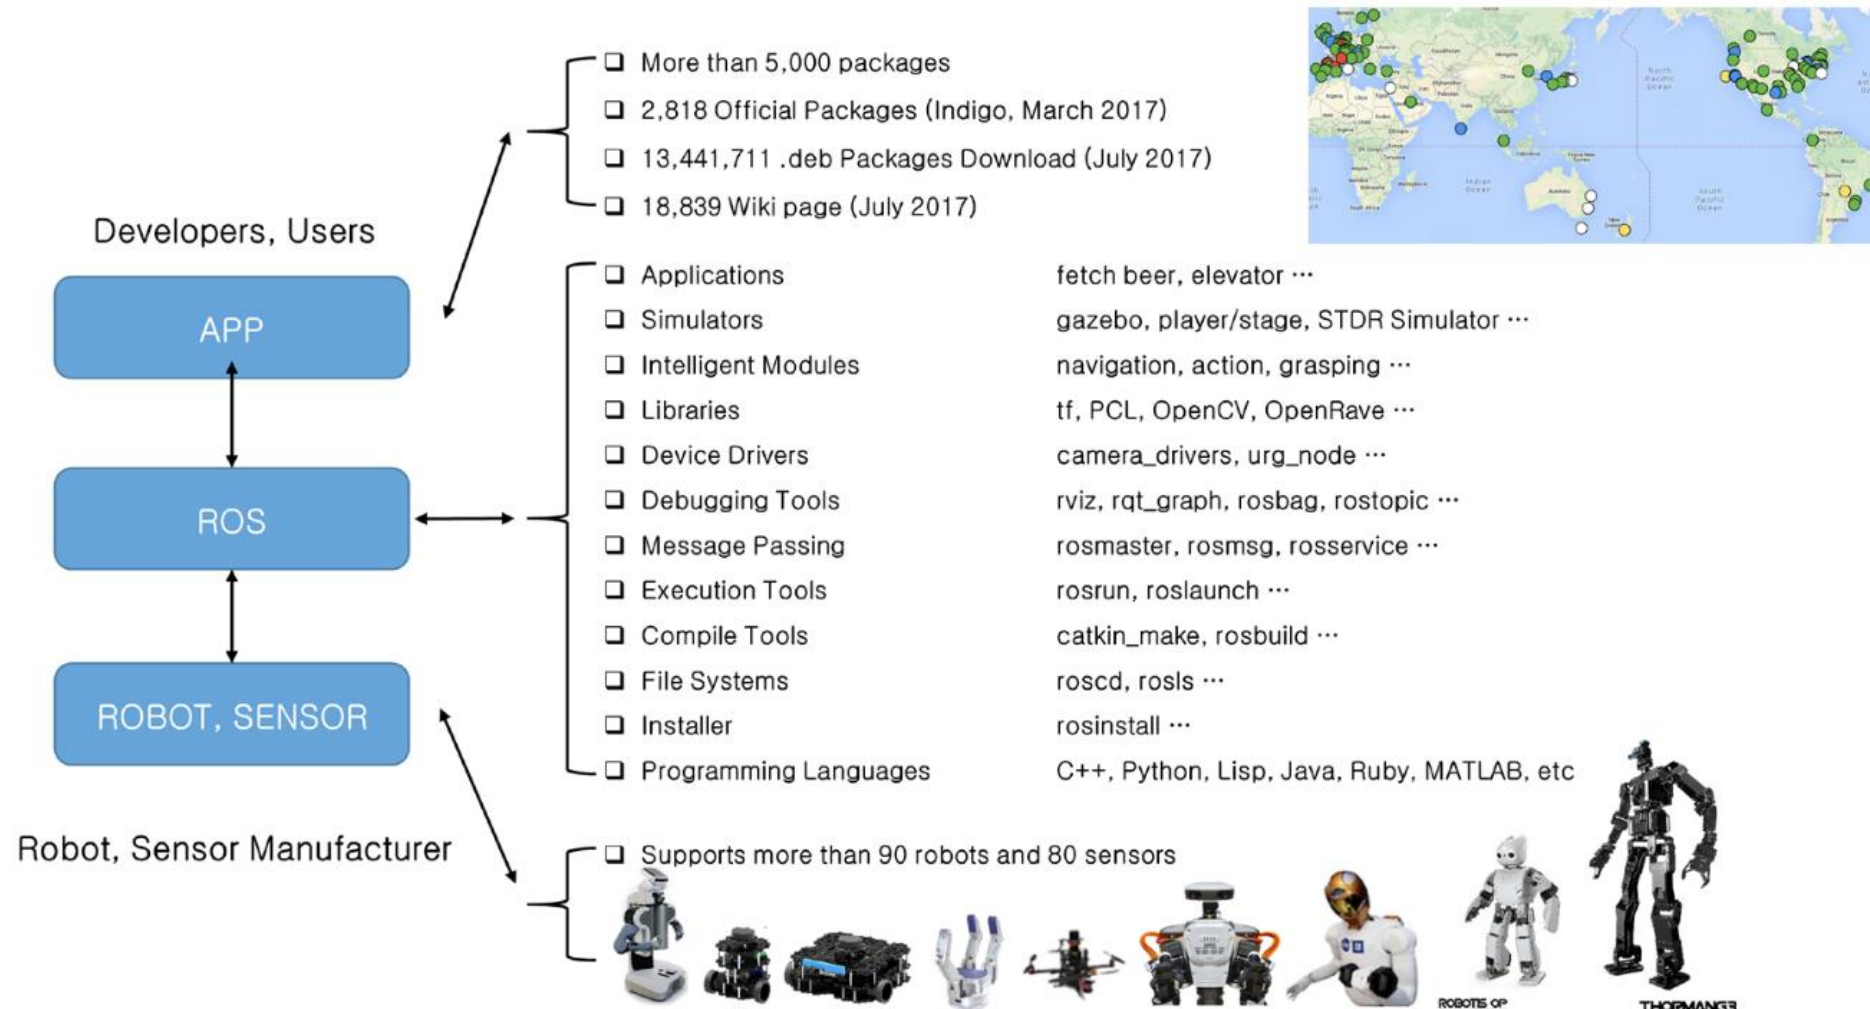 More than 5,000 packages
2,818 Official Packages (Indigo, March 2017)
13,441,711 .deb Packages Download (July 2017)
18,839 Wiki page (July 2017)
Developers, Users
APP
ROS
ROBOT, SENSOR
Robot, Sensor Manufacturer
Applications fetch beer, elevator ⋯
Simulators gazebo, player/stage, STDR Simulator ⋯
Intelligent Modules navigation, action, grasping ⋯
Libraries tf, PCL, OpenCV, OpenRave ⋯
Device Drivers camera_drivers, urg_node ⋯
Debugging Tools rviz, rqt_graph, rosbag, rostopic ⋯
Message Passing rosmaster, rosmsg, rosservice ⋯
Execution Tools rosrun, roslaunch ⋯
Compile Tools catkin_make, rosbuild ⋯
File Systems roscd, rosls ⋯
Installer rosinstall ⋯
Programming Languages C++, Python, Lisp, Java, Ruby, MATLAB, etc
Supports more than 90 robots and 80 sensors
ROBOTIS OP
THORMANG3